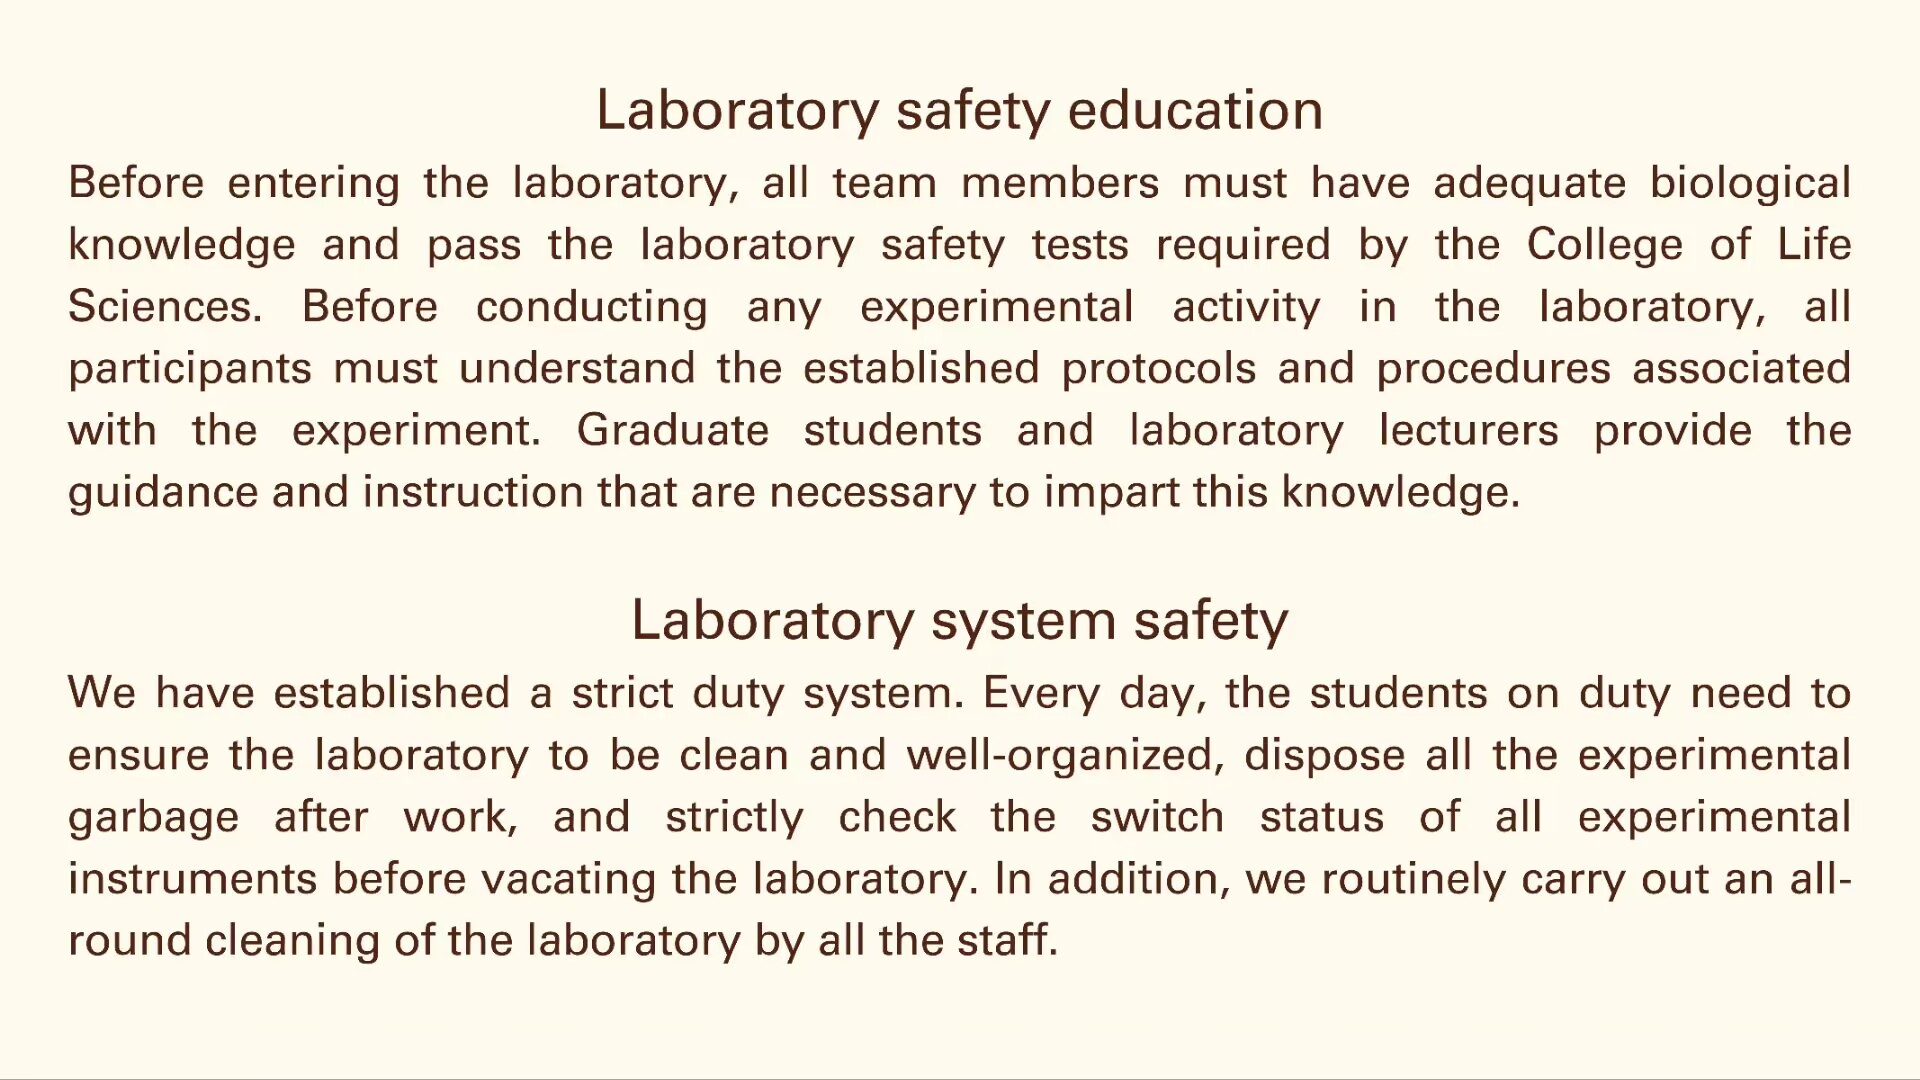 Laboratory safety education
Before entering the laboratory, all team members must have adequate biological
knowledge and pass the laboratory safety tests required by the College of Life
Sciences. Before conducting any experimental activity in the laboratory, all
participants must understand the established protocols and procedures associated
with the experiment. Graduate students and laboratory lecturers provide the
guidance and instruction that are necessary to impart this knowledge.
Laboratory system safety
We have established a strict duty system. Every day, the students on duty need to
ensure the laboratory to be clean and well-organized, dispose all the experimental
garbage after work, and strictly check the switch status of all experimental
instruments before vacating the laboratory. In addition, we routinely carry out an all-
round cleaning of the laboratory by all the staff.